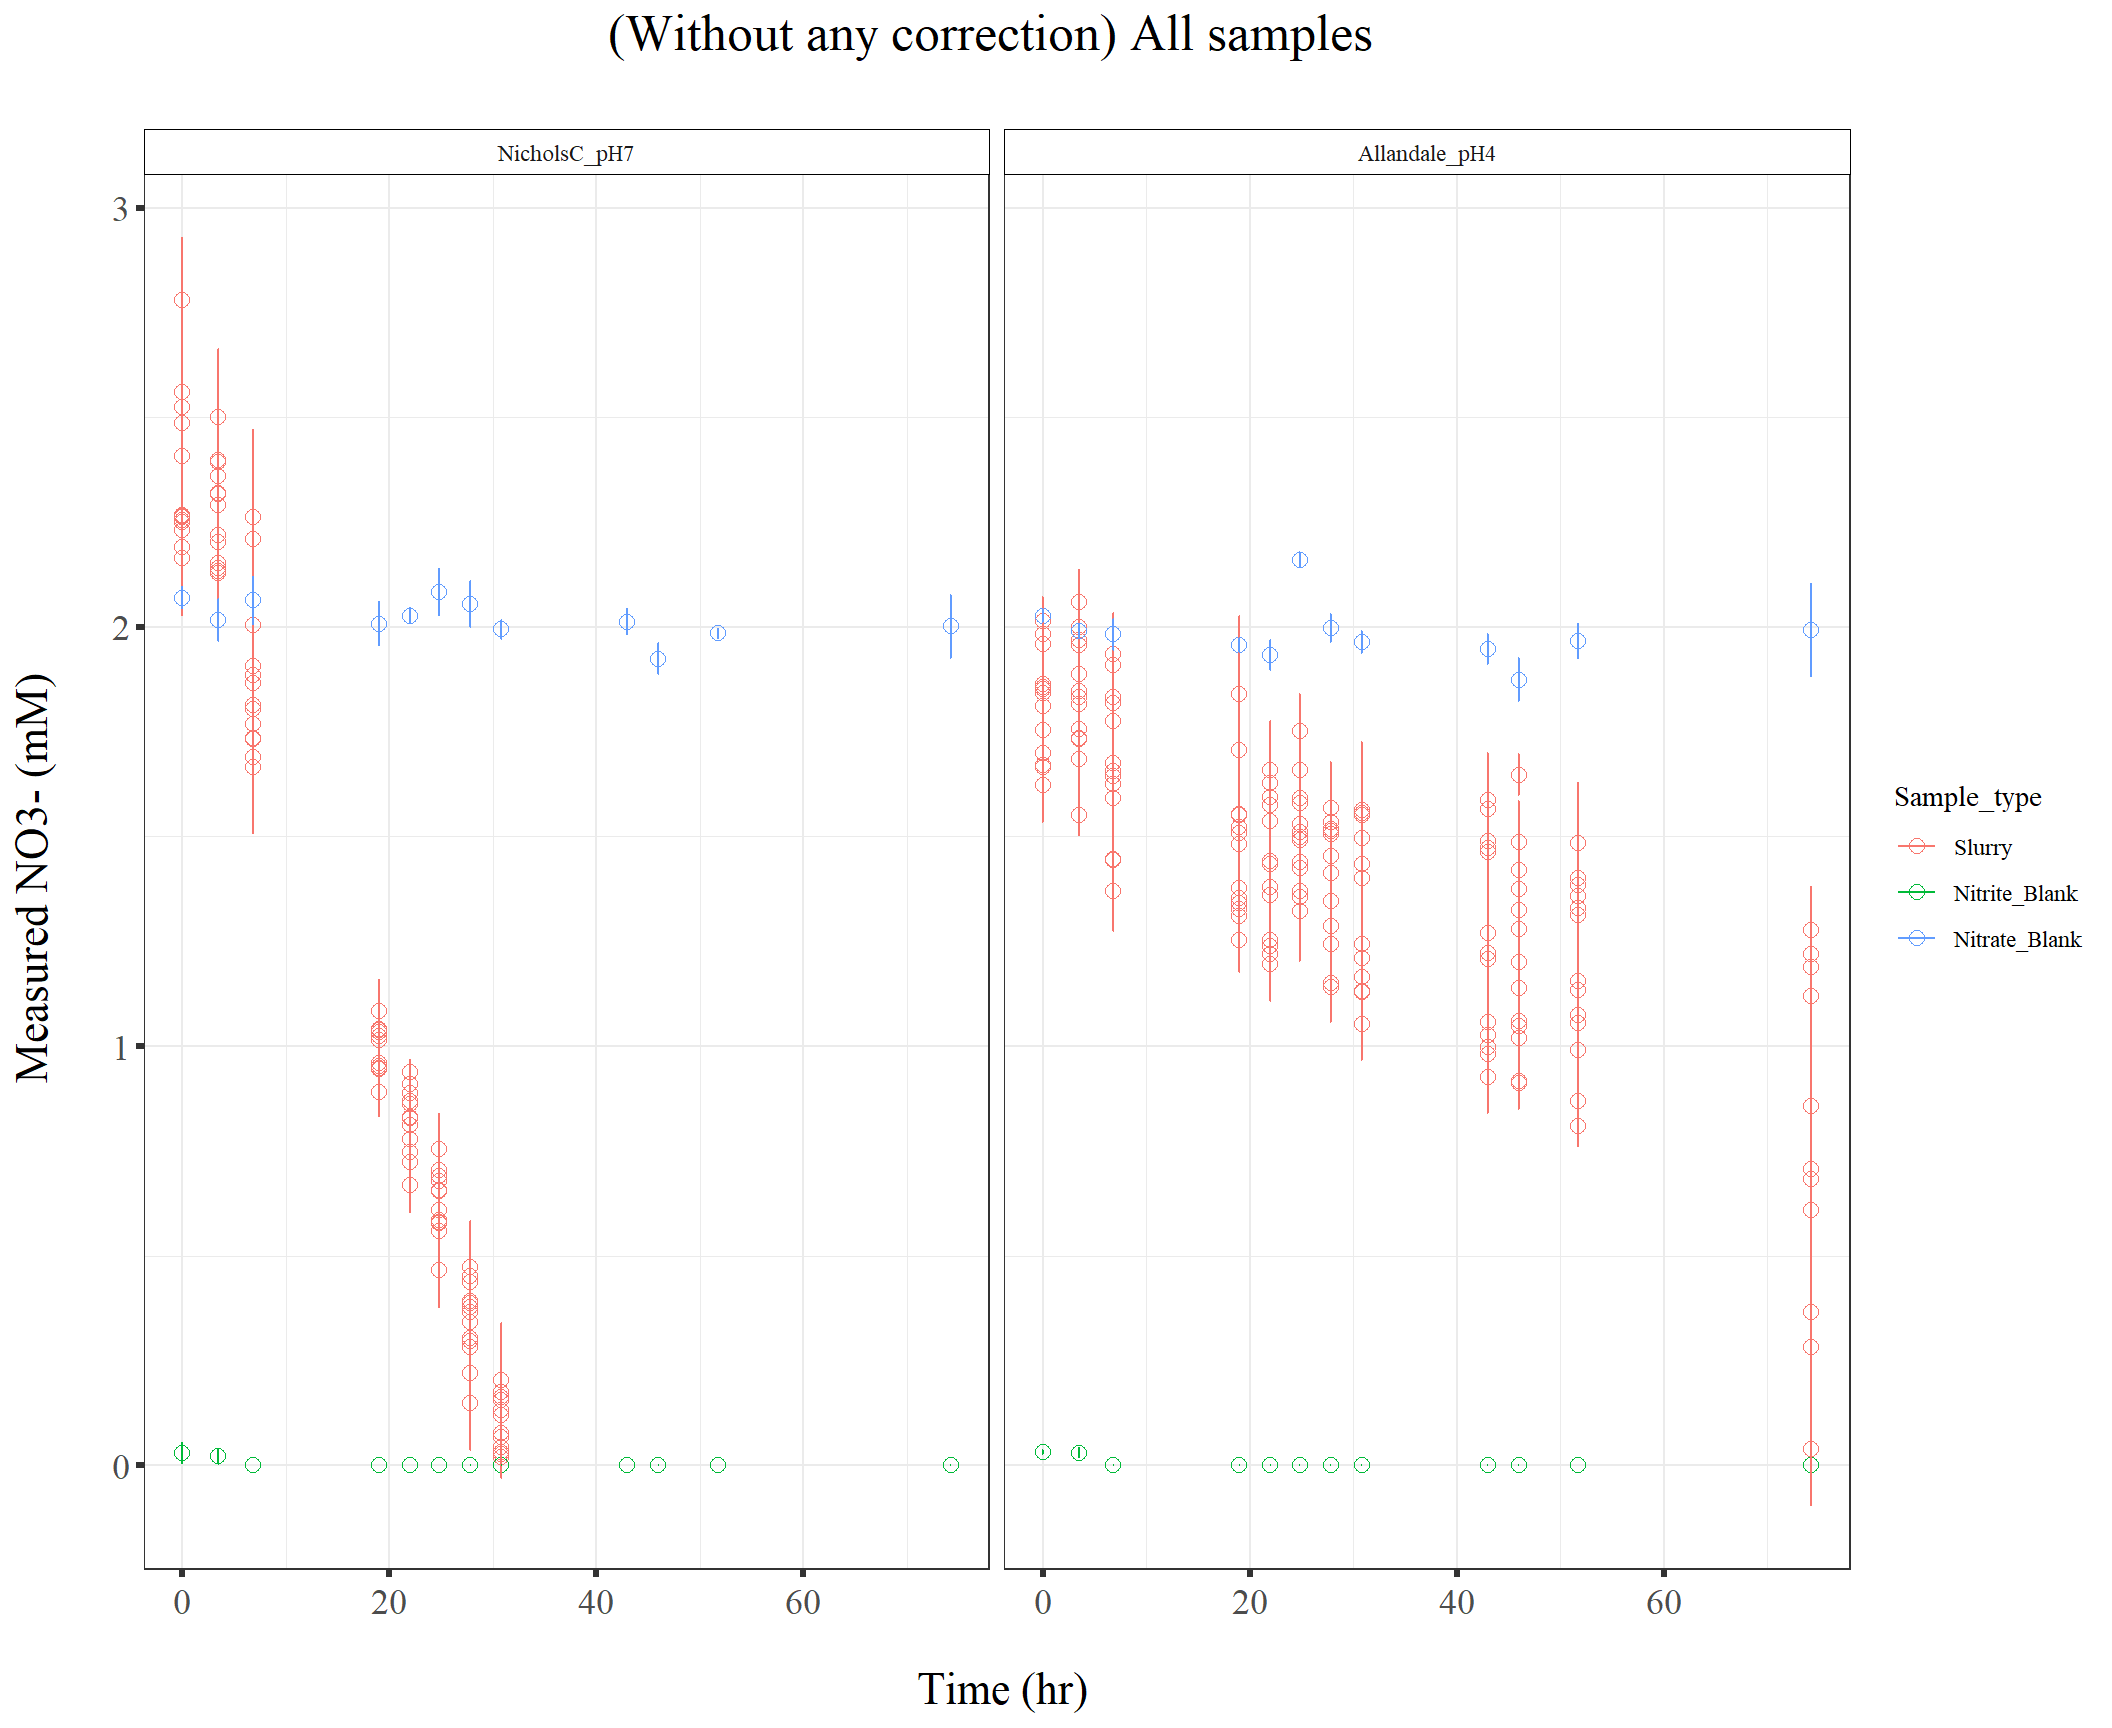 (Without any correction) All samples
NicholsC_pH7
Allandale_pH4
Measured NO3- (mM)
3
2
1
0
0 20 40 60
0 20 40 60
Time (hr)
Sample_type
Slurry
Nitrite_Blank
Nitrate_Blank